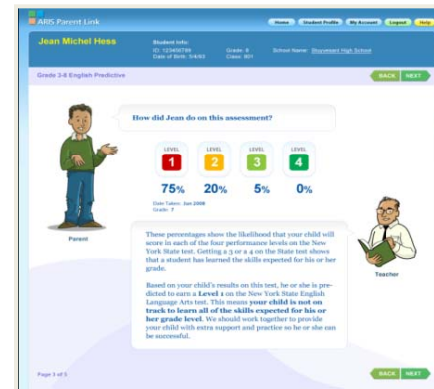 ARIS Parent Link
Home Student Profile My Account Logout Help
Jean Michel Hess
Student Info:
ID: 123456789 Grade: 8 School Name: Stuyvesant High School
Date of Birth: 5/4/93 Class: 801
Grade 3-8 English Predictive
BACK NEXT
How did Jean do on this assessment?
LEVEL LEVEL LEVEL LEVEL
1 2 3 4
75% 20% 5% 0%
Date Taken: Jan 2008
Grade: 7
Parent
These percentages show the likelihood that your child will
score in each of the four performance levels on the New
York State test. Getting a 3 or a 4 on the State test shows
that a student has learned the skills expected for his or her
grade.
Based on your child's results on this test, he or she is pre-
dicted to earn a Level 1 on the New York State English
Language Arts test. This means your child is not on
track to learn all of the skills expected for his or
her grade level. We should work together to provide
your child with extra support and practice so he or she can
be successful.
Teacher
Page 3 of 5
BACK NEXT